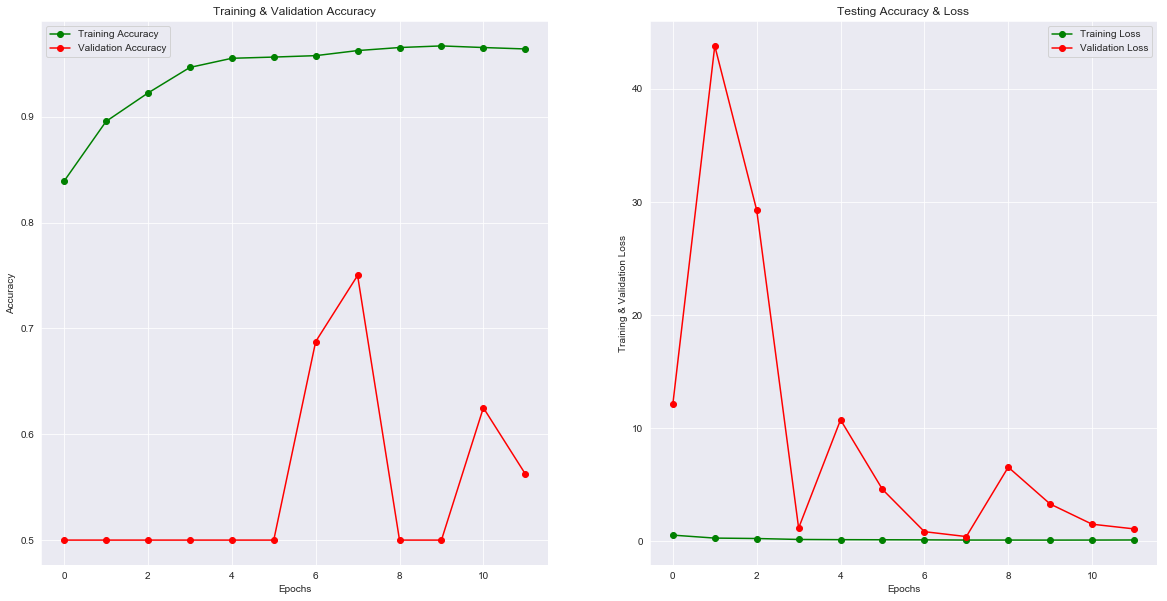 Training & Validation Accuracy
Training Accuracy
Validation Accuracy
Accuracy
0.9
0.8
0.7
0.6
0.5
0 2 4 6 8 10
Epochs
Testing Accuracy & Loss
Training Loss
Validation Loss
Training & Validation Loss
40
30
20
10
0
0 2 4 6 8 10
Epochs